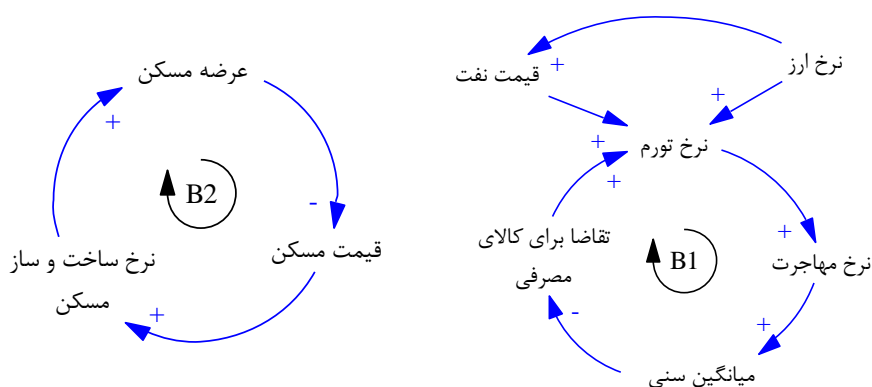 نرخ ارز
قیمت نفت
+
+
نرخ تورم
+
+
تقاضا برای کالای
مصرفی
B1
+
نرخ مهاجرت
-
+
میانگین سنی
عرضه مسکن
+
B2
-
قیمت مسکن
نرخ ساخت و ساز
مسکن
+